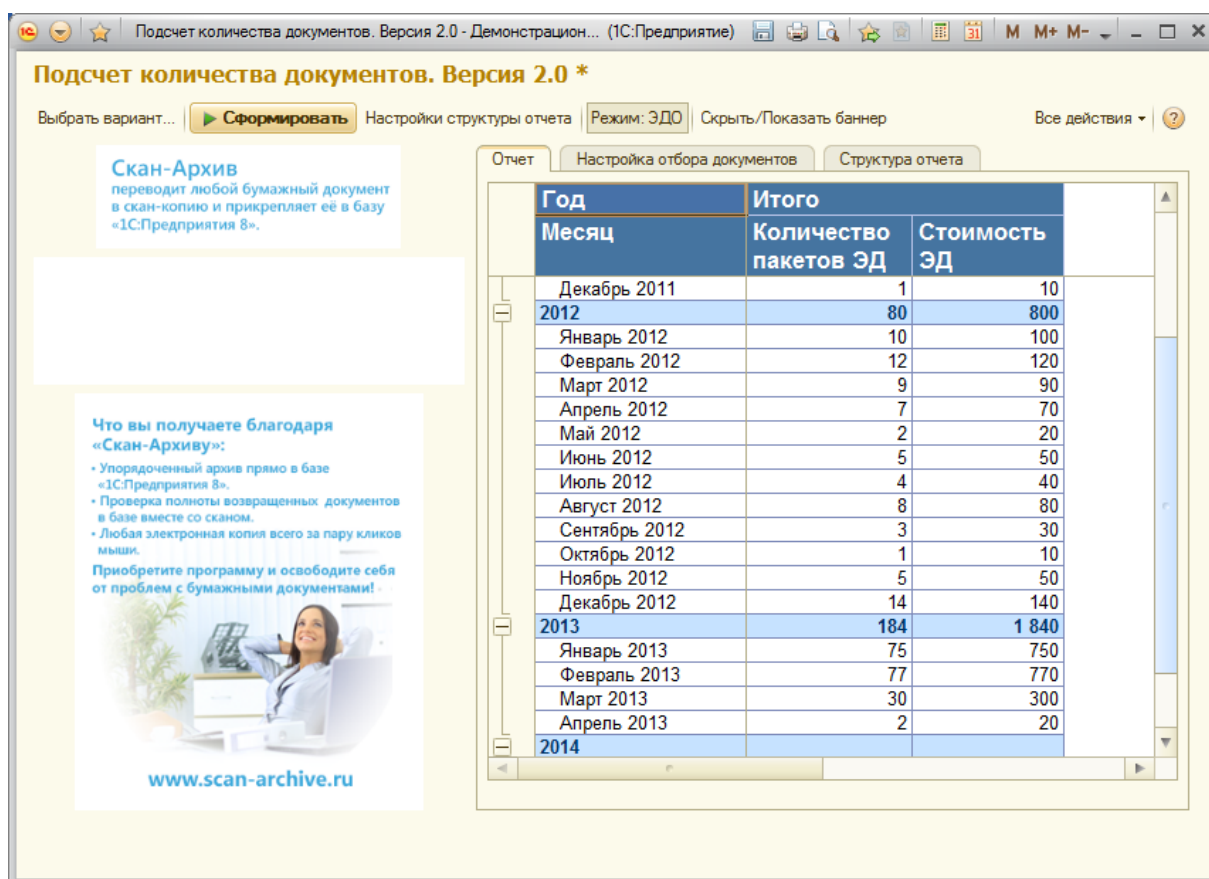 Подсчет количества документов. Версия 2.0 - Демонстрацион... (1С:Предприятие) 31 M M+ M-
Подсчет количества документов. Версия 2.0 *
Выбрать вариант... Сформировать Настройки структуры отчета Режим: ЭДО Скрыть/Показать баннер Все действия ?
Скан-Архив
переводит любой бумажный документ
в скан-копию и прикрепляет её в базу
«1С:Предприятия 8».
Что вы получаете благодаря
«Скан-Архиву»:
• Упорядоченный архив прямо в базе
«1С:Предприятия 8».
• Проверка полноты возвращенных документов
в базе вместе со сканом.
• Любая электронная копия всего за пару кликов
мыши.
Приобретите программу и освободите себя
от проблем с бумажными документами!
www.scan-archive.ru
Отчет Настройка отбора документов Структура отчета
Год Итого
Месяц Количество пакетов ЭД Стоимость ЭД
Декабрь 2011 1 10
2012 80 800
Январь 2012 10 100
Февраль 2012 12 120
Март 2012 9 90
Апрель 2012 7 70
Май 2012 2 20
Июнь 2012 5 50
Июль 2012 4 40
Август 2012 8 80
Сентябрь 2012 3 30
Октябрь 2012 1 10
Ноябрь 2012 5 50
Декабрь 2012 14 140
2013 184 1 840
Январь 2013 75 750
Февраль 2013 77 770
Март 2013 30 300
Апрель 2013 2 20
2014